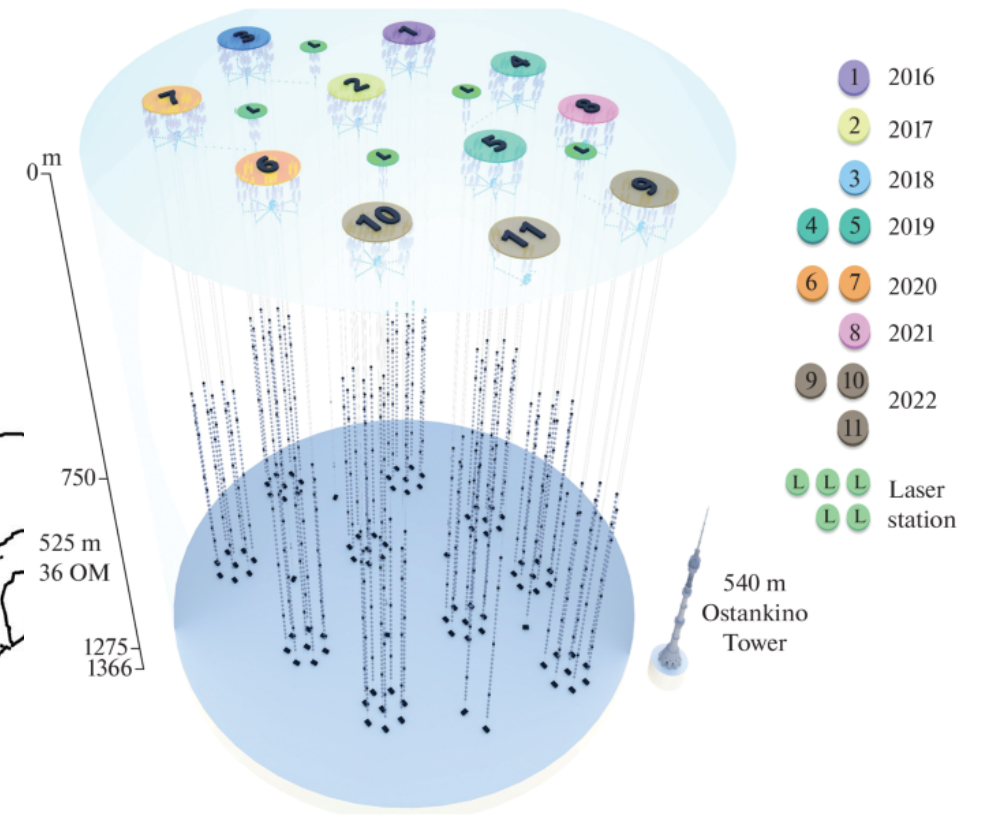 3
L
1
4
2
7
L
L
8
5
L
L
6
9
10
11
m
0
750
525 m
36 OM
1275
1366
1 2016
2 2017
3 2018
4 5 2019
6 7 2020
8 2021
9 10
2022
11
L L L Laser
L L station
540 m
Ostankino
Tower